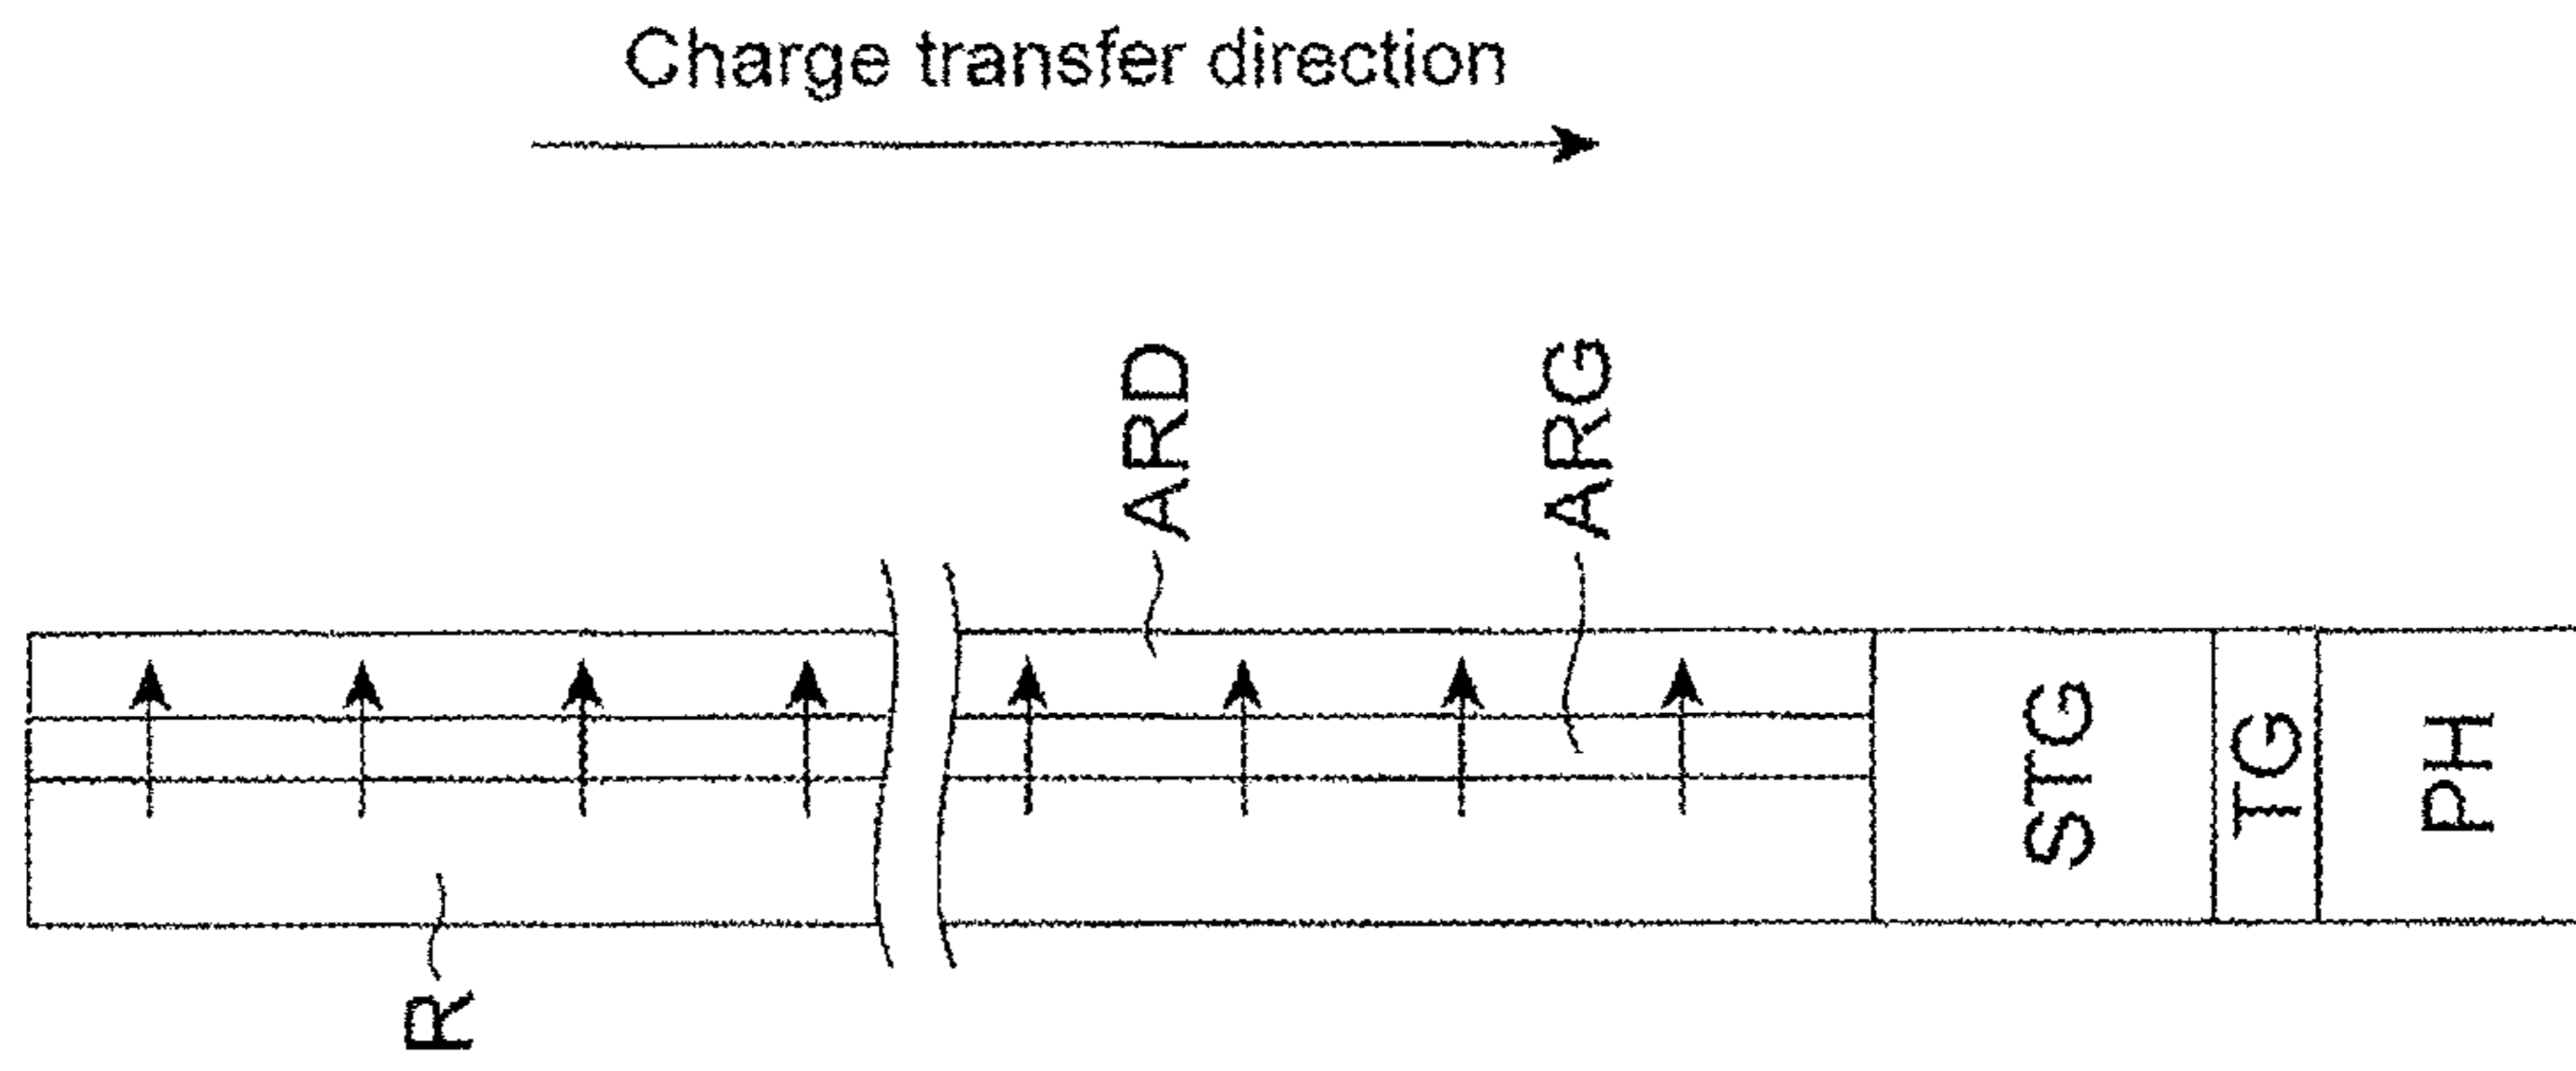 Charge transfer direction
ARD
ARG
STG
TG
PH
R